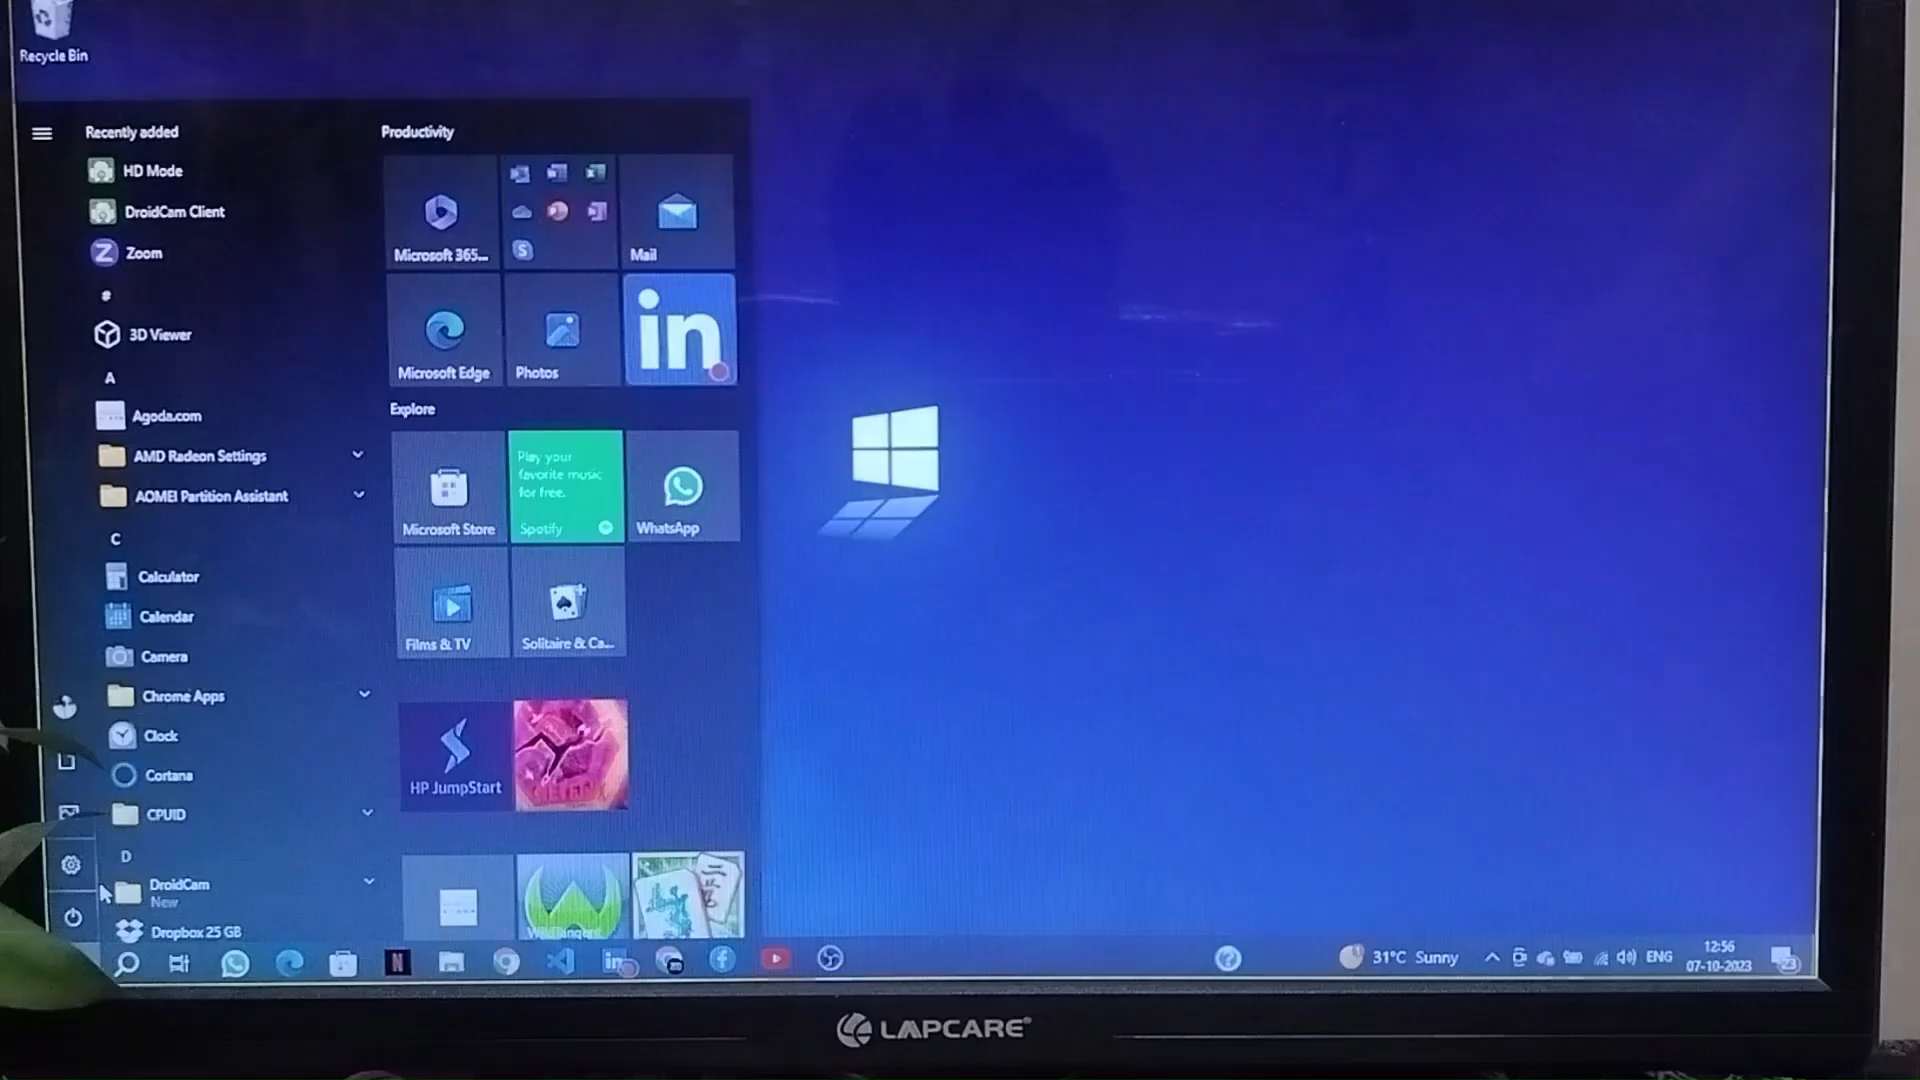 Recycle Bin
Recently added
HD Mode
DroidCam Client
Zoom
#
3D Viewer
A
Agoda.com
AMD Radeon Settings
AOMEI Partition Assistant
C
Calculator
Calendar
Camera
Chrome Apps
Clock
Cortana
CPUID
D
DroidCam
New
Dropbox 25 GB
Productivity
Microsoft 365...
Mail
Microsoft Edge
Photos
in
Explore
Microsoft Store
Play your
favorite music
for free.
Spotify
WhatsApp
Films & TV
Solitaire & Ca...
HP JumpStart
31°C Sunny
ENG
12:56
07-10-2023
23
LAPCARE®